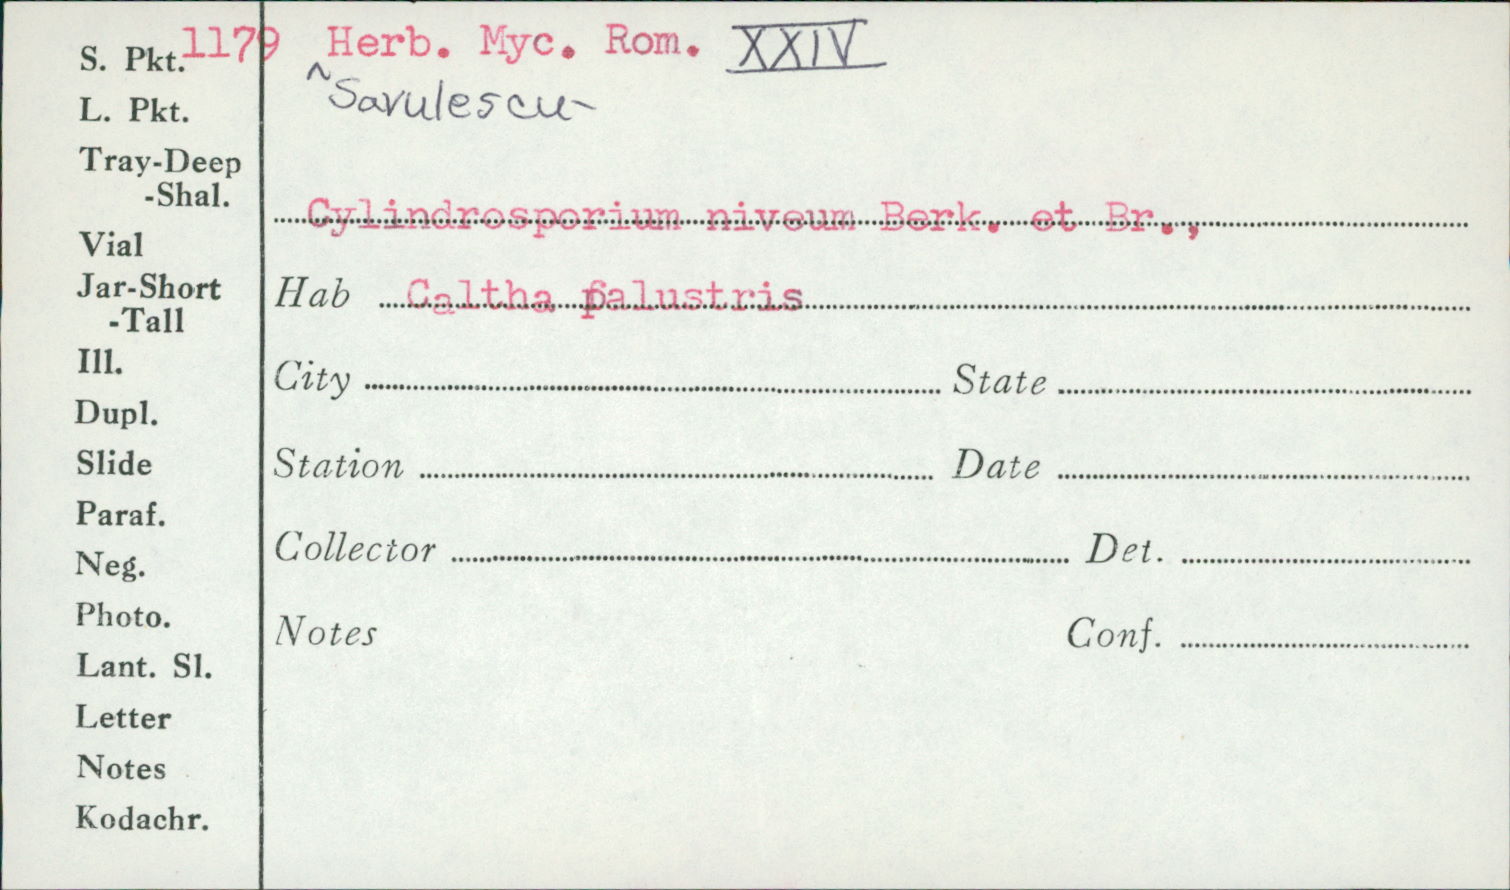 S. Pkt. 1179 Herb. Myc. Rom. XXIV
^Savulescu
L. Pkt.
Tray-Deep
-Shal.
Cylindrosporium niveum Berk. et Br.,
Vial
Jar-Short
-Tall
Hab Caltha palustris
Ill.
City State
Dupl.
Slide
Station Date
Paraf.
Neg.
Collector Det.
Photo.
Notes Conf.
Lant. Sl.
Letter
Notes
Kodachr.